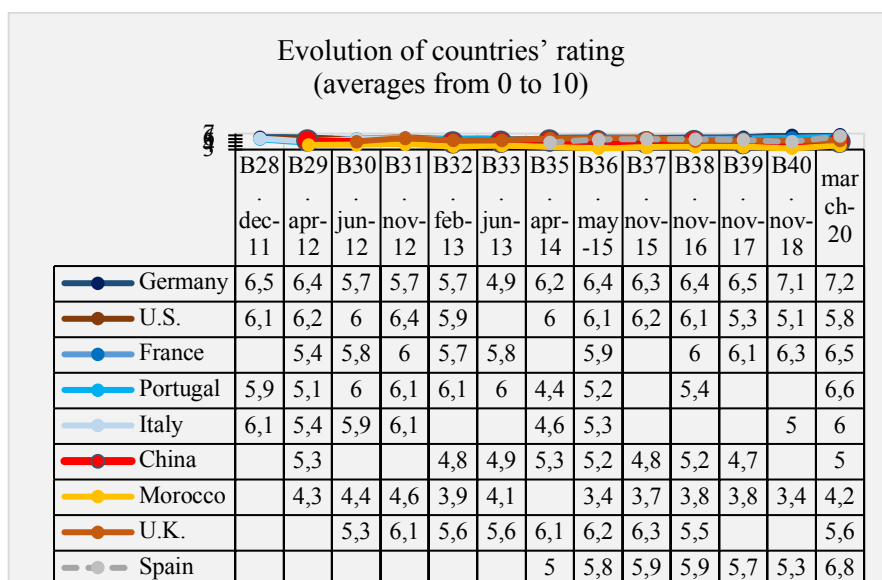 Evolution of countries' rating
(averages from 0 to 10)
B28 B29 B30 B31 B32 B33 B35 B36 B37 B38 B39 B40 mar
. . . . . . . . . . . . ch-
dec- apr- jun- nov- feb- jun- apr- may nov- nov- nov- nov- 20
11 12 12 12 13 13 14 -15 15 16 17 18
Germany 6,5 6,4 5,7 5,7 5,7 4,9 6,2 6,4 6,3 6,4 6,5 7,1 7,2
U.S. 6,1 6,2 6 6,4 5,9 6 6,1 6,2 6,1 5,3 5,1 5,8
France 5,4 5,8 6 5,7 5,8 5,9 6 6,1 6,3 6,5
Portugal 5,9 5,1 6 6,1 6,1 6 4,4 5,2 5,4 6,6
Italy 6,1 5,4 5,9 6,1 4,6 5,3 5 6
China 5,3 4,8 4,9 5,3 5,2 4,8 5,2 4,7 5
Morocco 4,3 4,4 4,6 3,9 4,1 3,4 3,7 3,8 3,8 3,4 4,2
U.K. 5,3 6,1 5,6 5,6 6,1 6,2 6,3 5,5 5,6
Spain 5 5,8 5,9 5,9 5,7 5,3 6,8